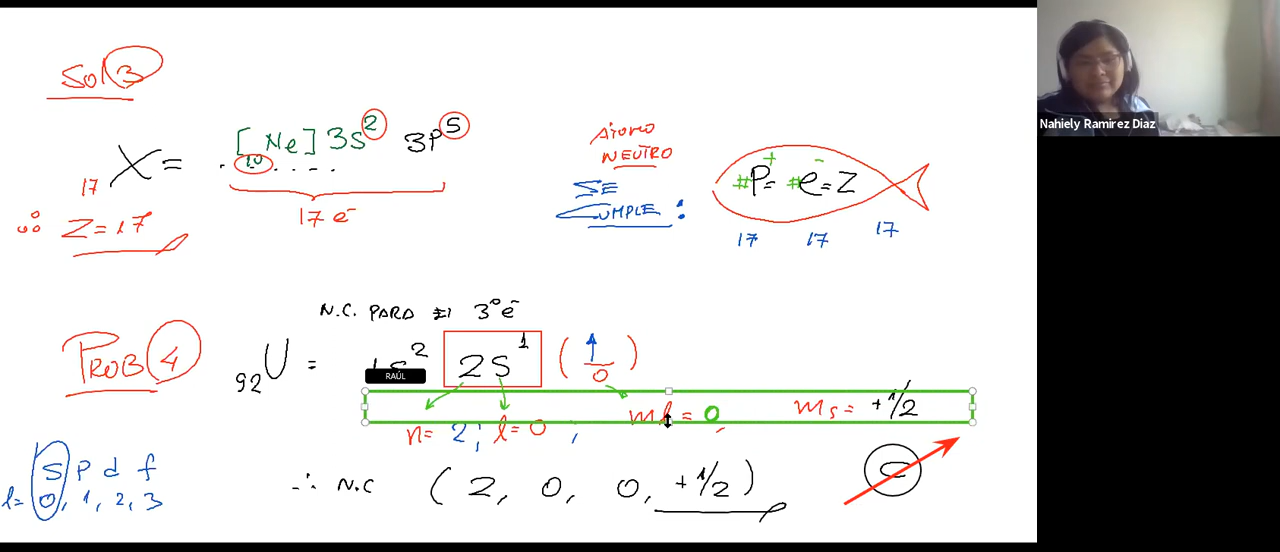 Sol 3
[Ne] 3s² 3p⁵
₁₇X =
10 . . . .
17 e⁻
∴ Z=17
ÁTOMO
NEUTRO
SE
CUMPLE :
#P⁺= #e⁻=Z
17 17 17
Nahiely Ramirez Diaz
N.C. PARA El 3° e⁻
PROB 4
₉₂U = 1s² 2s¹ (↑ 0)
RAÚL
n= 2; l=0 ; ml = 0, ms= +1/2
s p d f
l= 0, 1, 2, 3
∴ N.C (2, 0, 0, +1/2)
C